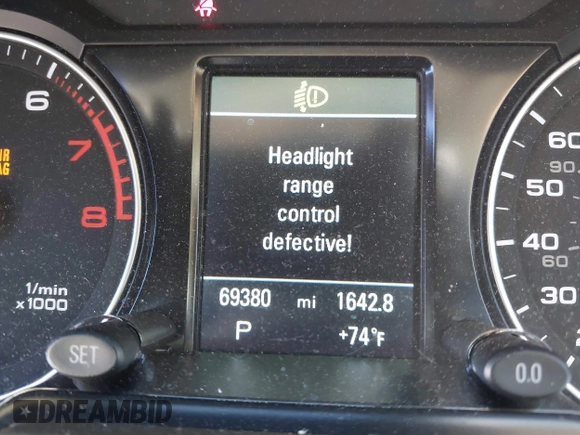 Headlight
range
control
defective!
69380 mi 1642.8
P +74°F
6
7
8
1/min
x1000
60
90
50
40
60
30
SET
0.0
DREAMBID